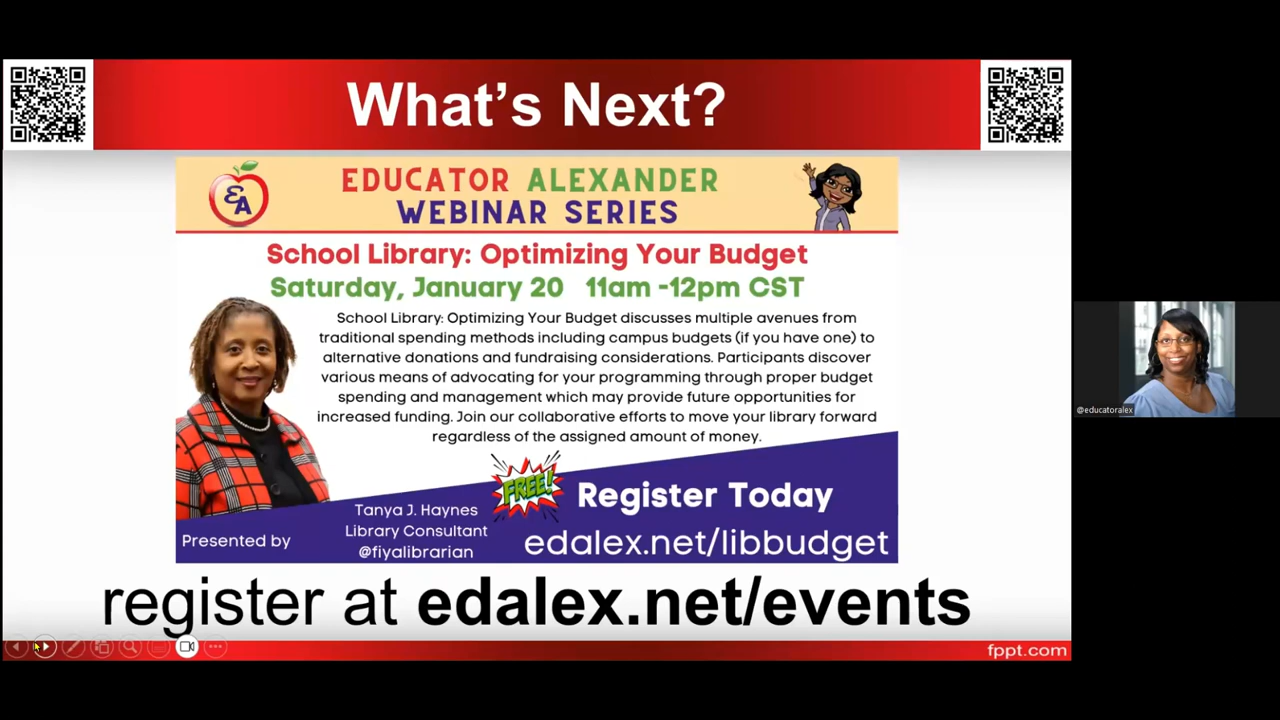 What's Next?
EDUCATOR ALEXANDER
WEBINAR SERIES
EA
School Library: Optimizing Your Budget
Saturday, January 20 11am -12pm CST
School Library: Optimizing Your Budget discusses multiple avenues from
traditional spending methods including campus budgets (if you have one) to
alternative donations and fundraising considerations. Participants discover
various means of advocating for your programming through proper budget
spending and management which may provide future opportunities for
increased funding. Join our collaborative efforts to move your library forward
regardless of the assigned amount of money.
FREE!
Register Today
edalex.net/libbudget
Presented by
Tanya J. Haynes
Library Consultant
@fiyalibrarian
register at edalex.net/events
fppt.com
@educatoralex